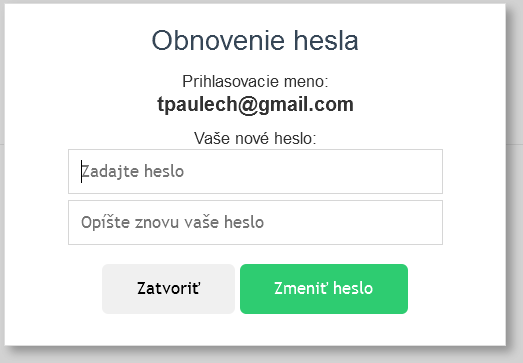 Obnovenie hesla
Prihlasovacie meno:
tpaulech@gmail.com
Vaše nové heslo:
Zadajte heslo
Opíšte znovu vaše heslo
Zatvoriť
Zmeniť heslo